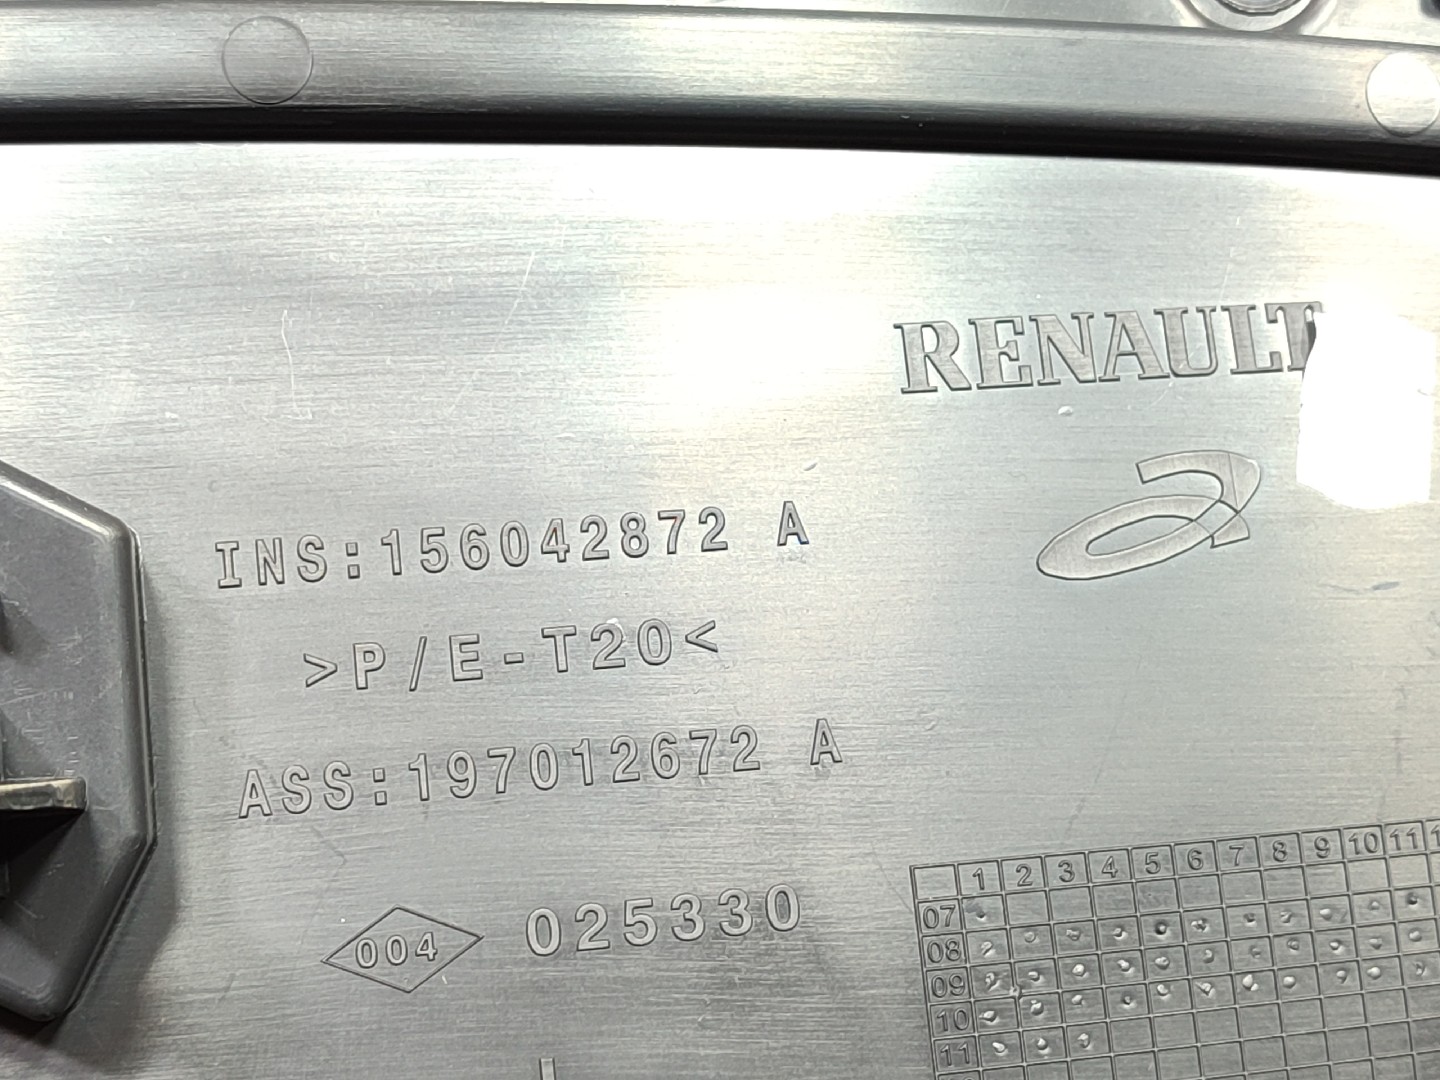 RENAULT
INS:156042872 A
>P/E-T20<
ASS:197012672 A
004 025330
1 2 3 4 5 6 7 8 9 10 11
07
08
09
10
11